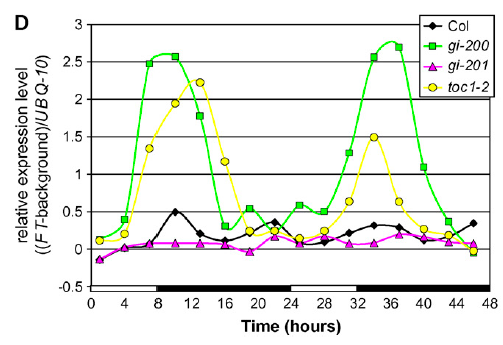 D
3
2.5
2
1.5
1
0.5
0
-0.5
relative expression level
((FT-background)/UBQ-10)
Col
gi-200
gi-201
toc1-2
0 4 8 12 16 20 24 28 32 36 40 44 48
Time (hours)